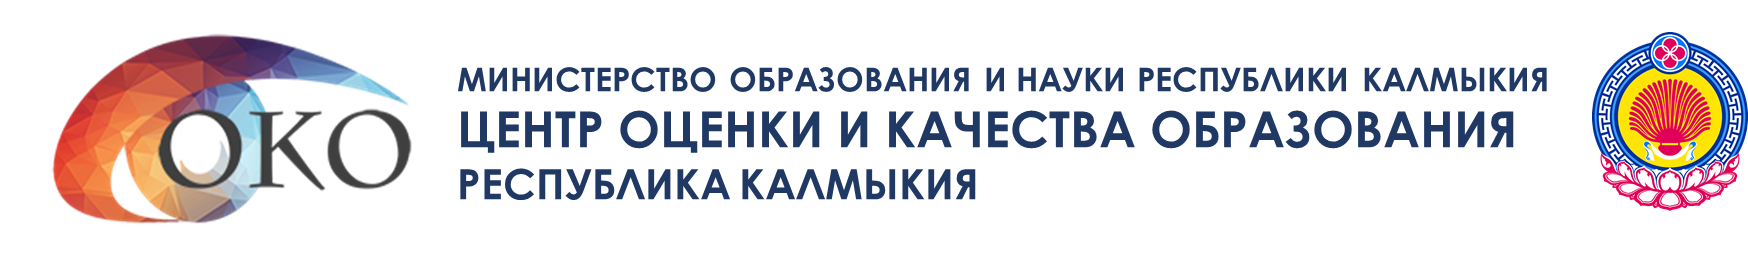 ОКО
МИНИСТЕРСТВО ОБРАЗОВАНИЯ И НАУКИ РЕСПУБЛИКИ КАЛМЫКИЯ
ЦЕНТР ОЦЕНКИ И КАЧЕСТВА ОБРАЗОВАНИЯ
РЕСПУБЛИКА КАЛМЫКИЯ